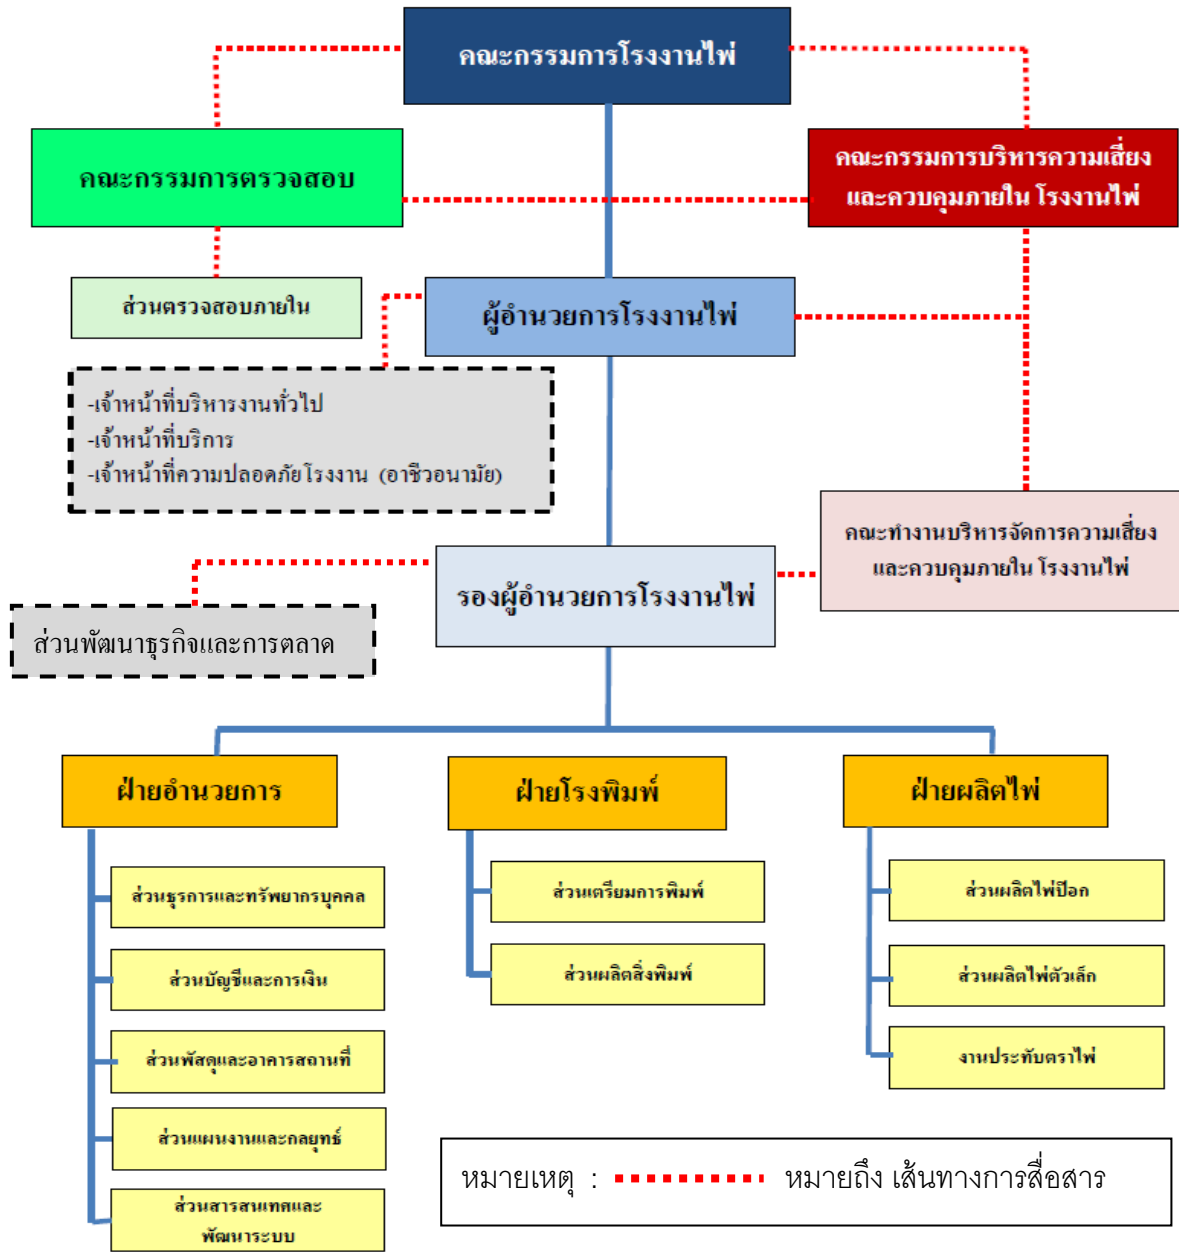 คณะกรรมการโรงงานไพ่
คณะกรรมการตรวจสอบ
คณะกรรมการบริหารความเสี่ยง
และควบคุมภายใน โรงงานไพ่
ส่วนตรวจสอบภายใน
ผู้อำนวยการโรงงานไพ่
-เจ้าหน้าที่บริหารงานทั่วไป
-เจ้าหน้าที่บริการ
-เจ้าหน้าที่ความปลอดภัยโรงงาน (อาชีวอนามัย)
คณะทำงานบริหารจัดการความเสี่ยง
และควบคุมภายใน โรงงานไพ่
รองผู้อำนวยการโรงงานไพ่
ส่วนพัฒนาธุรกิจและการตลาด
ฝ่ายอำนวยการ
ฝ่ายโรงพิมพ์
ฝ่ายผลิตไพ่
ส่วนธุรการและทรัพยากรบุคคล
ส่วนบัญชีและการเงิน
ส่วนพัสดุและอาคารสถานที่
ส่วนแผนงานและกลยุทธ์
ส่วนสารสนเทศและ
พัฒนาระบบ
ส่วนเตรียมการพิมพ์
ส่วนผลิตสิ่งพิมพ์
ส่วนผลิตไพ่ป๊อก
ส่วนผลิตไพ่ตัวเล็ก
งานประทับตราไพ่
หมายเหตุ : หมายถึง เส้นทางการสื่อสาร